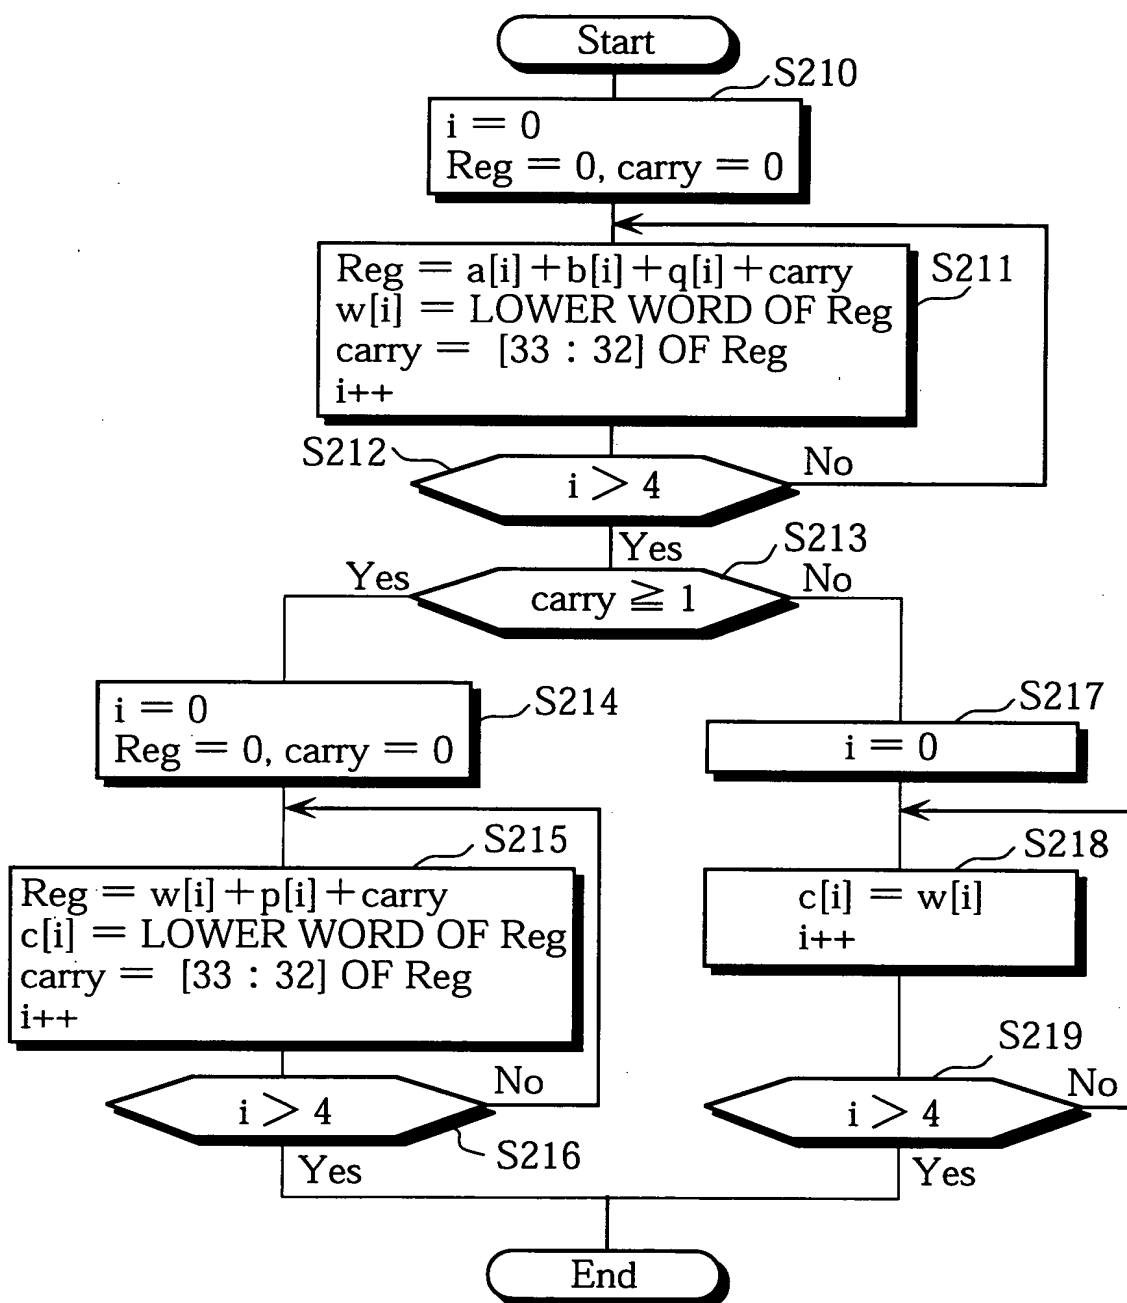 Start
S210
i = 0
Reg = 0, carry = 0
S211
Reg = a[i]+b[i]+q[i]+carry
w[i] = LOWER WORD OF Reg
carry = [33 : 32] OF Reg
i++
S212
i > 4
No
Yes
S213
Yes
carry ≧ 1
No
S214
i = 0
Reg = 0, carry = 0
S217
i = 0
S215
Reg = w[i]+p[i]+carry
c[i] = LOWER WORD OF Reg
carry = [33 : 32] OF Reg
i++
S218
c[i] = w[i]
i++
i > 4
No
S216
Yes
S219
i > 4
No
Yes
End